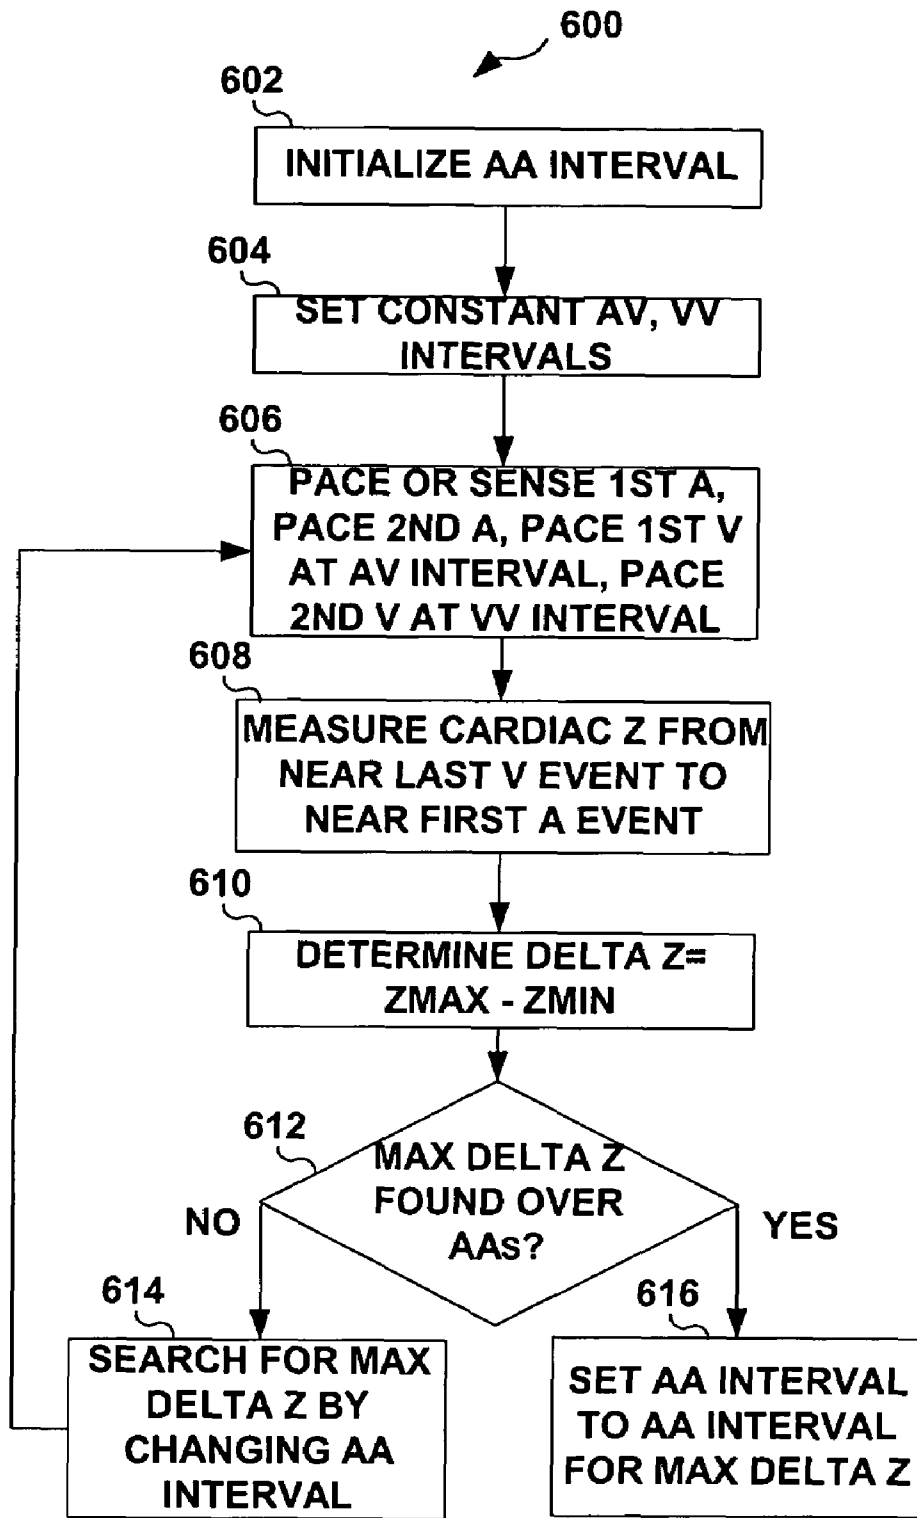 600
602
INITIALIZE AA INTERVAL
604
SET CONSTANT AV, VV
INTERVALS
606
PACE OR SENSE 1ST A,
PACE 2ND A, PACE 1ST V
AT AV INTERVAL, PACE
2ND V AT VV INTERVAL
608
MEASURE CARDIAC Z FROM
NEAR LAST V EVENT TO
NEAR FIRST A EVENT
610
DETERMINE DELTA Z=
ZMAX - ZMIN
612
MAX DELTA Z
FOUND OVER
AAs?
NO
YES
614
SEARCH FOR MAX
DELTA Z BY
CHANGING AA
INTERVAL
616
SET AA INTERVAL
TO AA INTERVAL
FOR MAX DELTA Z